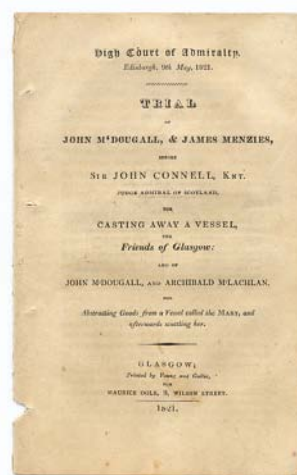 High Court of Admiralty.
Edinburgh, 9th May, 1821.
TRIAL
OF
JOHN M'DOUGALL, & JAMES MENZIES,
BEFORE
SIR JOHN CONNELL, KNT.
JUDGE ADMIRAL OF SCOTLAND,
FOR
CASTING AWAY A VESSEL,
THE
Friends of Glasgow:
AND OF
JOHN M'DOUGALL, AND ARCHIBALD M'LACHLAN,
FOR
Abstracting Goods from a Vessel called the MARY, and
afterwards scuttling her.
GLASGOW;
Printed by Young and Gallie,
FOR
MAURICE OGLE, 3, WILSON STREET.
1821.